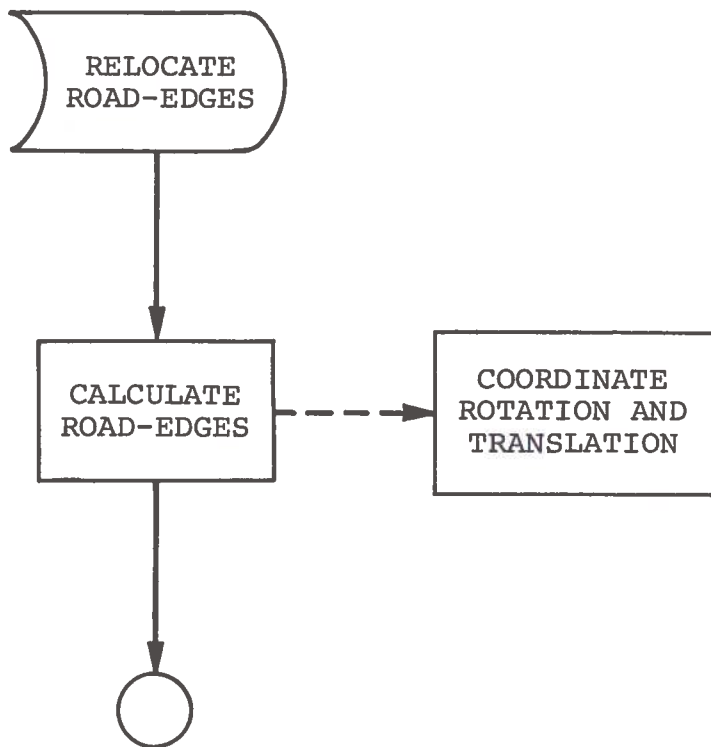 RELOCATE
ROAD-EDGES
CALCULATE
ROAD-EDGES
COORDINATE
ROTATION AND
TRANSLATION